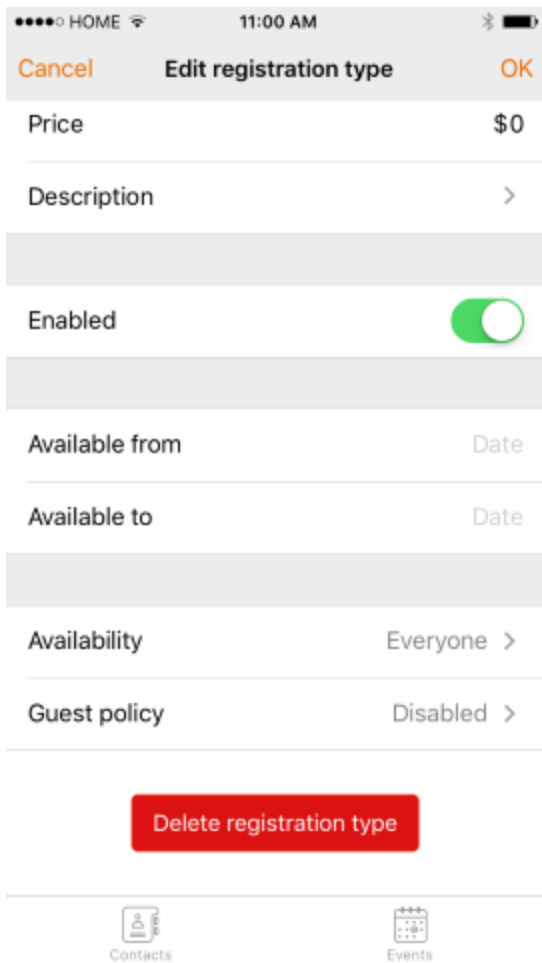 HOME 11:00 AM
Cancel Edit registration type OK
Price $0
Description
Enabled
Available from Date
Available to Date
Availability Everyone
Guest policy Disabled
Delete registration type
Contacts Events